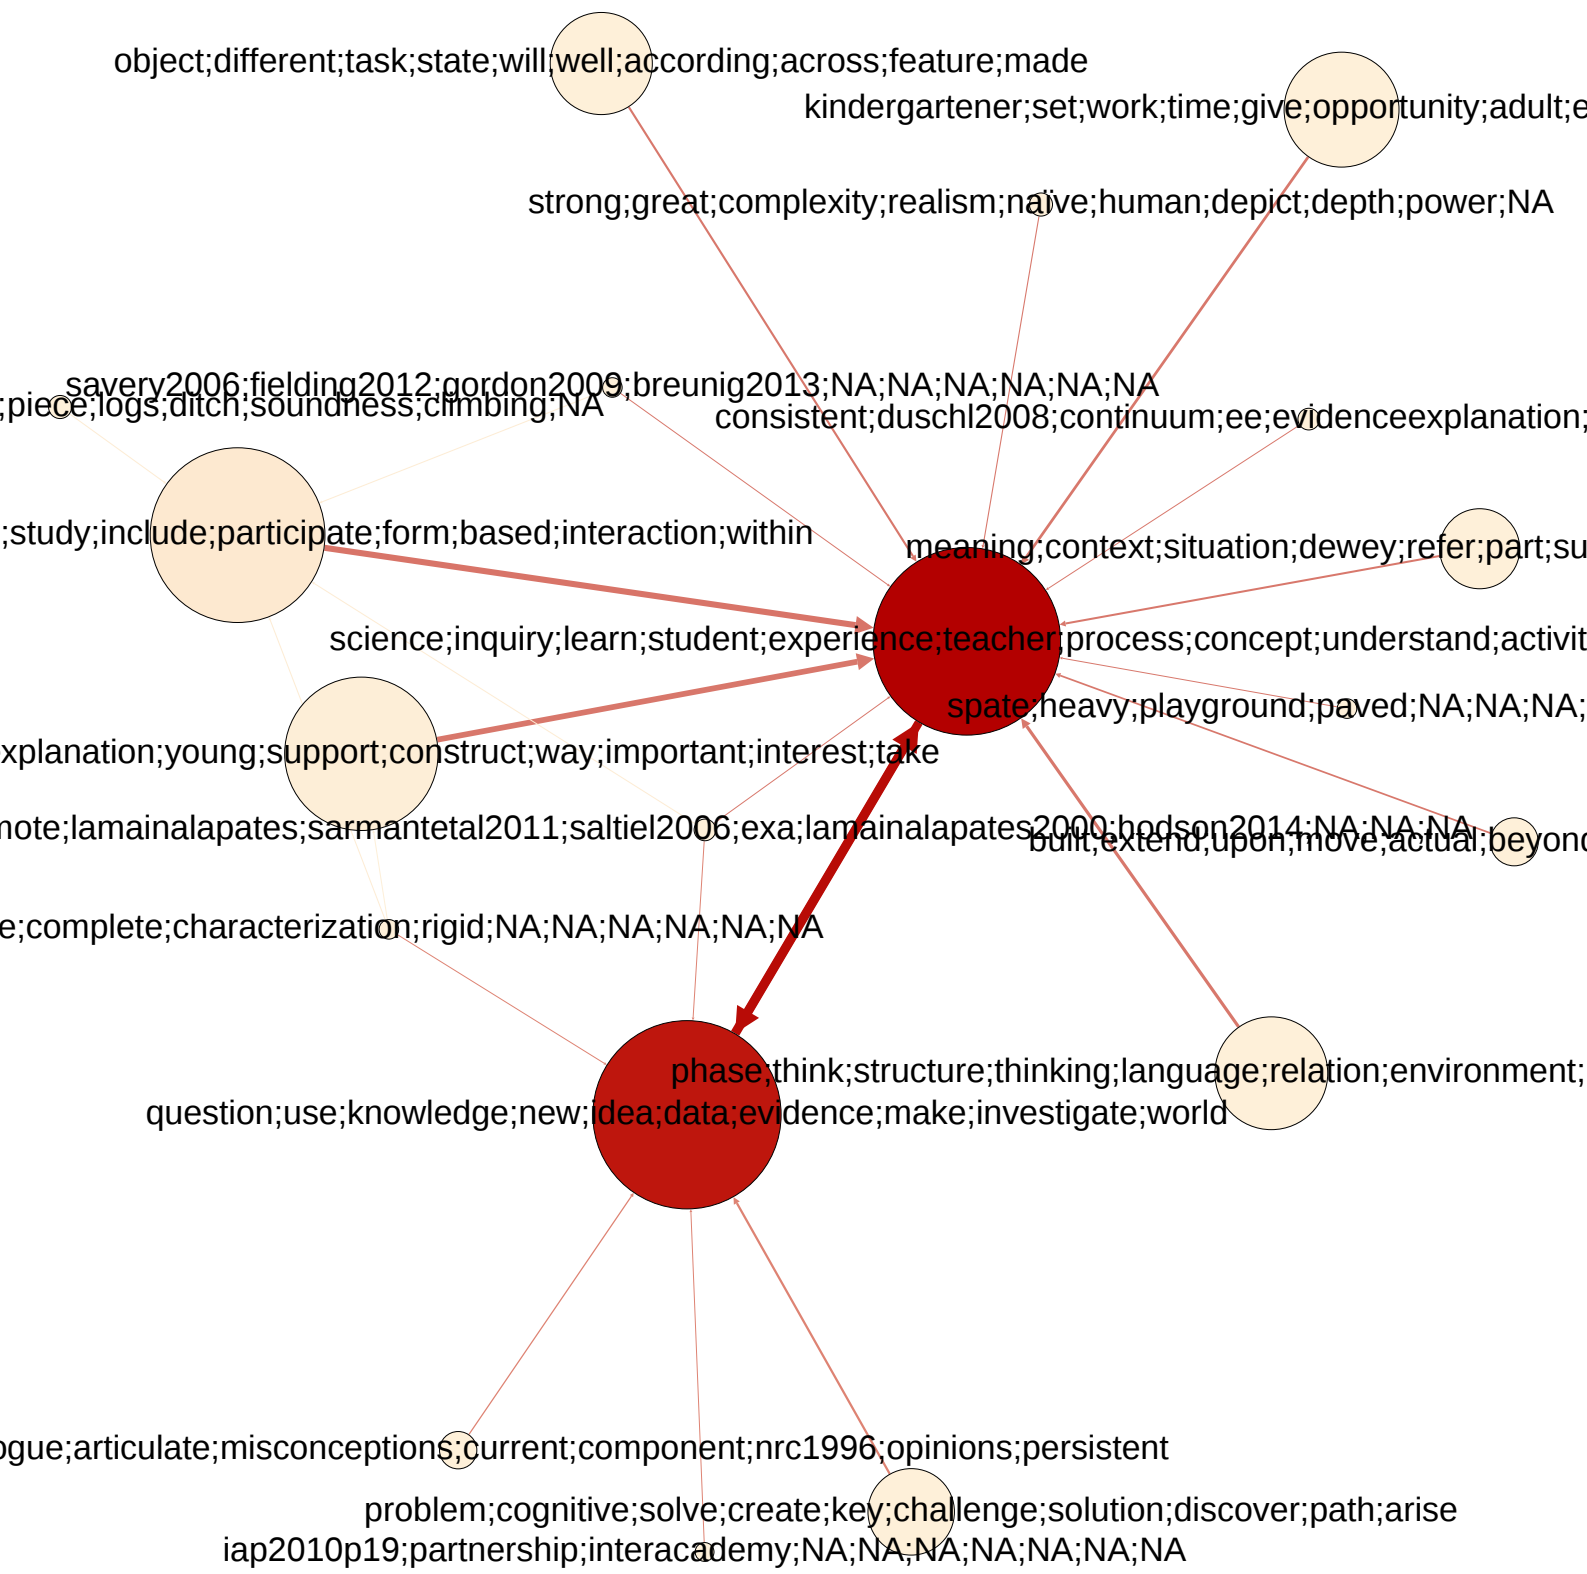 object;different;task;state;will;well;according;across;feature;made
kindergartener;set;work;time;give;opportunity;adult;e
strong;great;complexity;realism;naïve;human;depict;depth;power;NA
savery2006;fielding2012;gordon2009;breunig2013;NA;NA;NA;NA;NA;NA
;piece;logs;ditch;soundness;climbing;NA
consistent;duschl2008;continuum;ee;evidenceexplanation;
;study;include;participate;form;based;interaction;within
meaning;context;situation;dewey;refer;part;su
science;inquiry;learn;student;experience;teacher;process;concept;understand;activit
spate;heavy;playground;paved;NA;NA;NA;
xplanation;young;support;construct;way;important;interest;take
mote;lamainalapates;sarmantetal2011;saltiel2006;exa;lamainalapates2000;hodson2014;NA;NA;NA
built;extend;upon;move;actual;beyond
e;complete;characterization;rigid;NA;NA;NA;NA;NA;NA
phase;think;structure;thinking;language;relation;environment;
question;use;knowledge;new;idea;data;evidence;make;investigate;world
ogue;articulate;misconceptions;current;component;nrc1996;opinions;persistent
problem;cognitive;solve;create;key;challenge;solution;discover;path;arise
iap2010p19;partnership;interacademy;NA;NA;NA;NA;NA;NA;NA